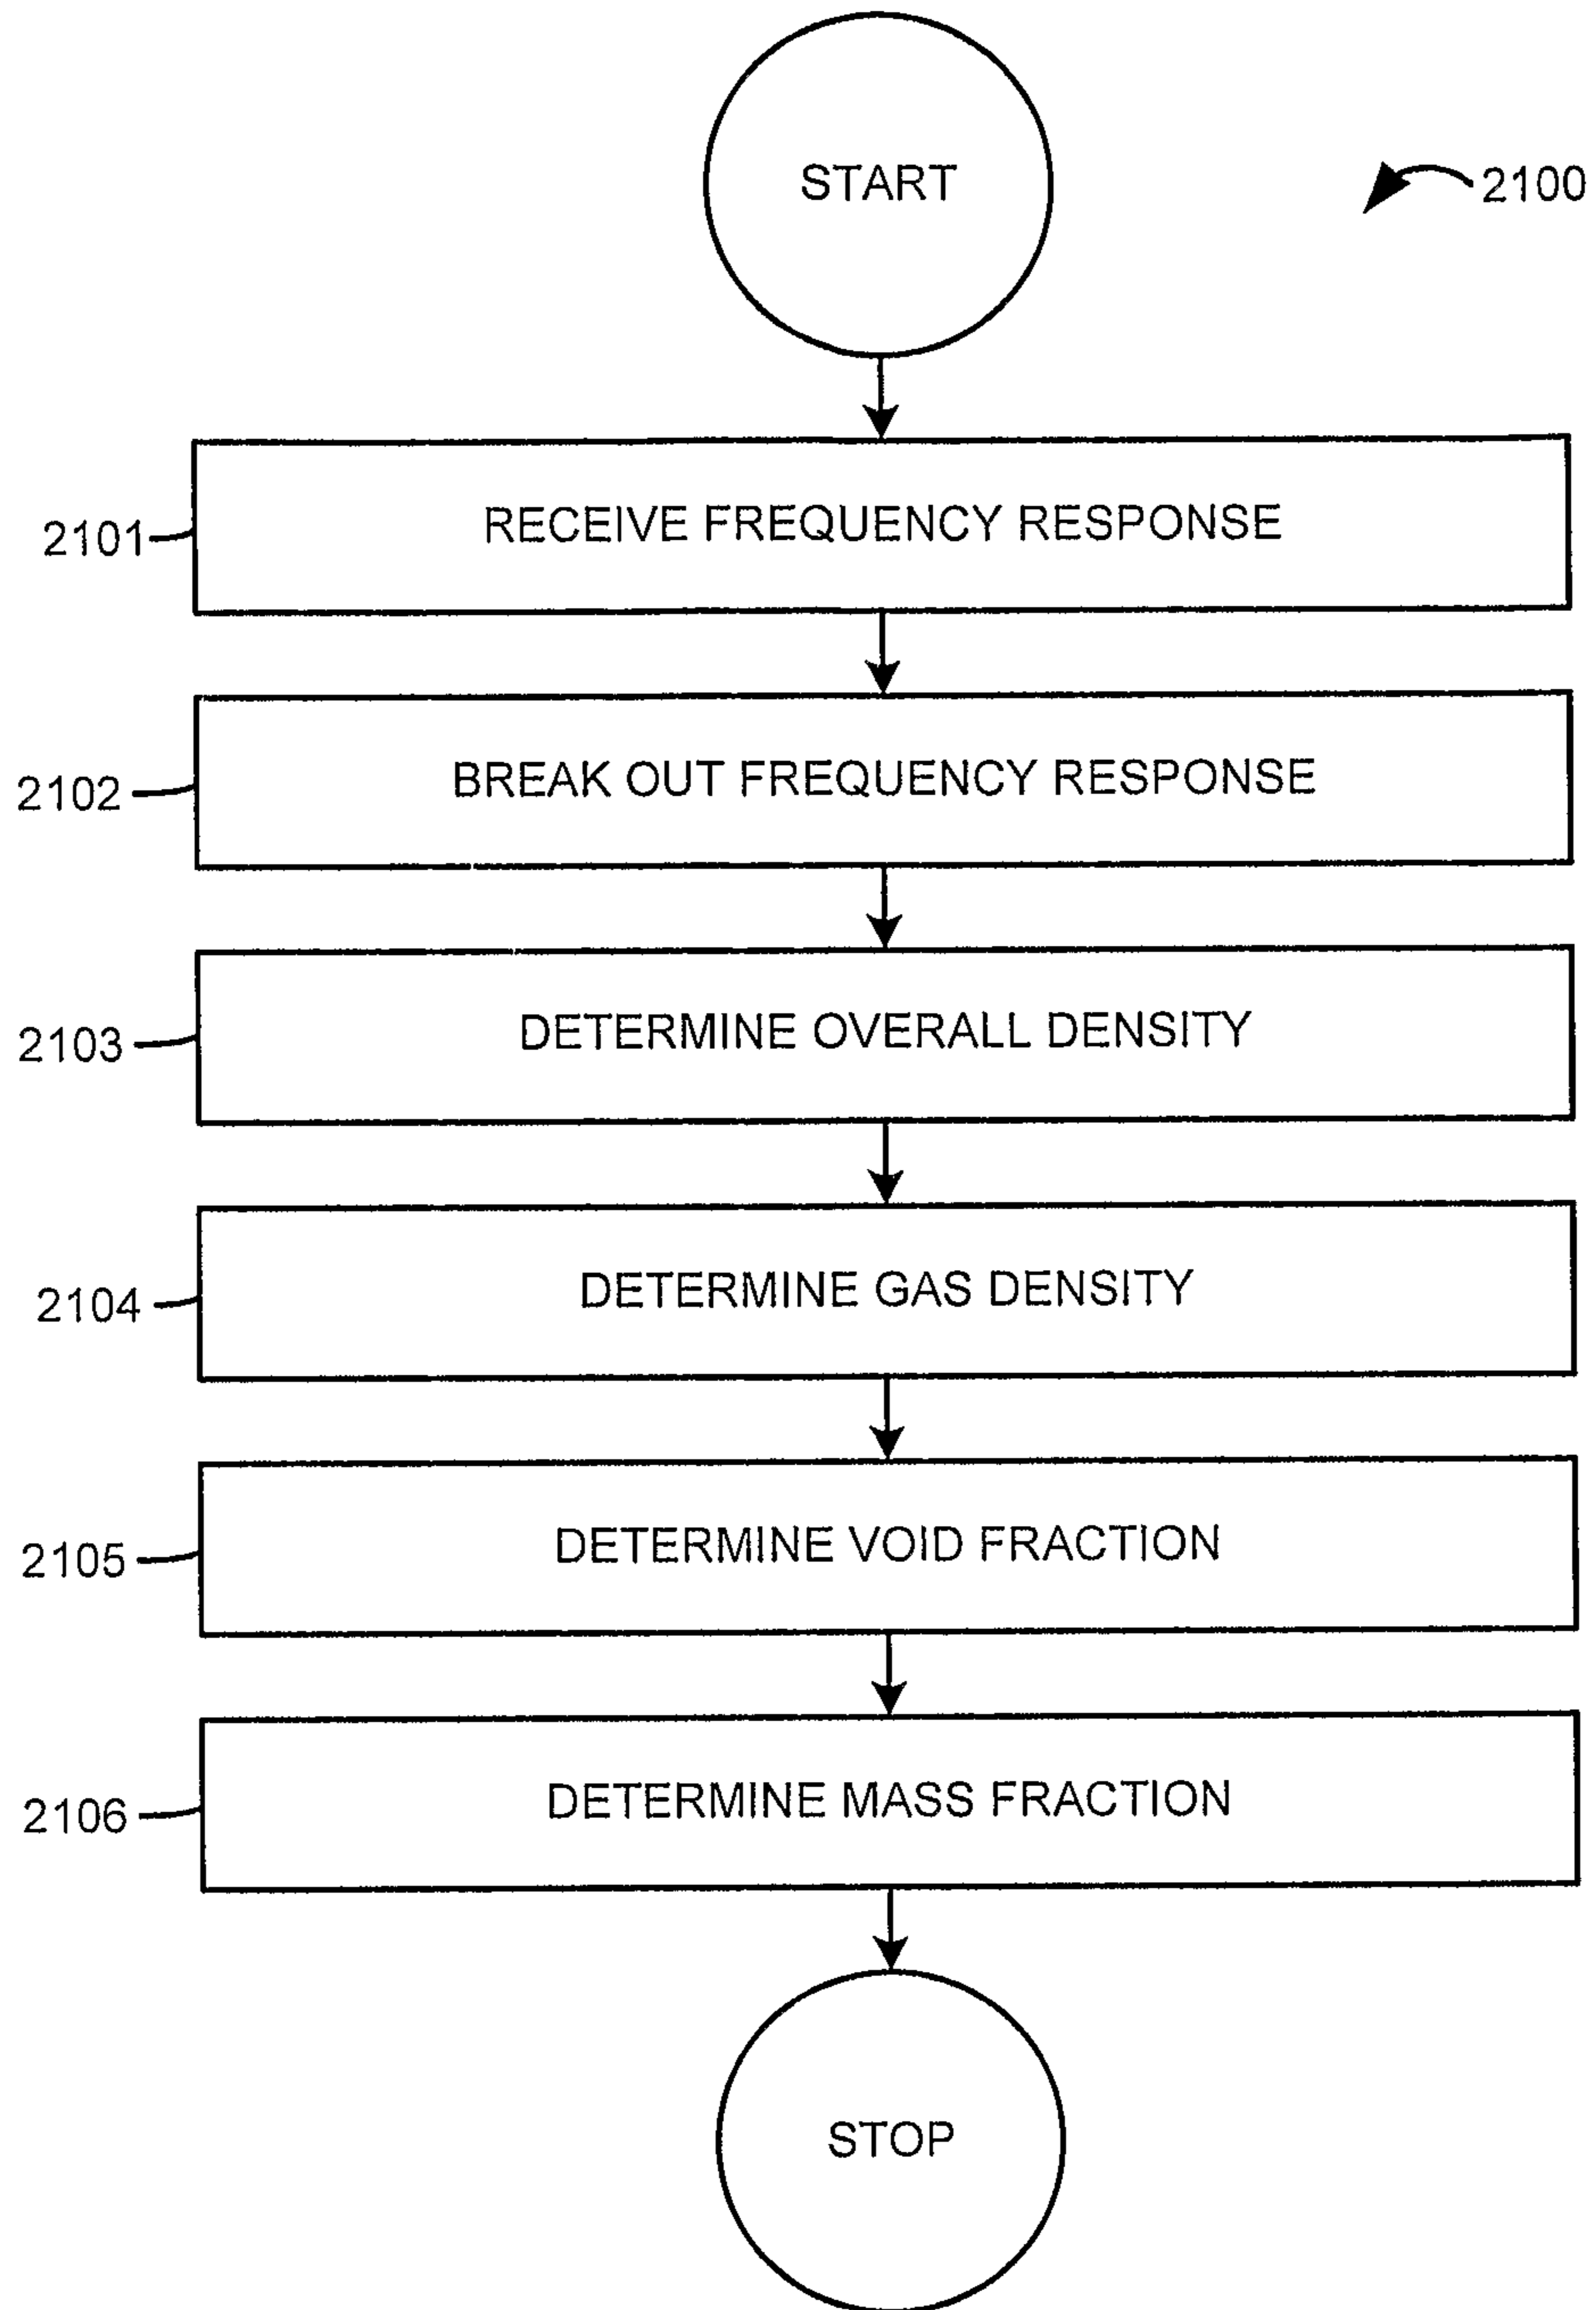 START
2100
2101
RECEIVE FREQUENCY RESPONSE
2102
BREAK OUT FREQUENCY RESPONSE
2103
DETERMINE OVERALL DENSITY
2104
DETERMINE GAS DENSITY
2105
DETERMINE VOID FRACTION
2106
DETERMINE MASS FRACTION
STOP